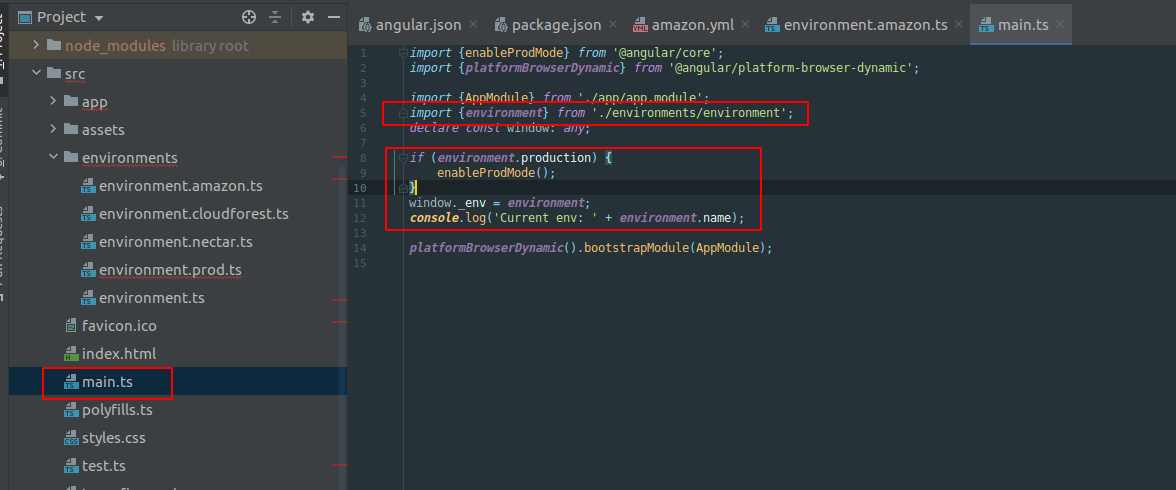 Project
angular.json
package.json
amazon.yml
environment.amazon.ts
main.ts
node_modules library root
src
app
assets
environments
environment.amazon.ts
environment.cloudforest.ts
environment.nectar.ts
environment.prod.ts
environment.ts
favicon.ico
index.html
main.ts
polyfills.ts
styles.css
test.ts
1 import {enableProdMode} from '@angular/core';
2 import {platformBrowserDynamic} from '@angular/platform-browser-dynamic';
3
4 import {AppModule} from './app/app.module';
5 import {environment} from './environments/environment';
6 declare const window: any;
7
8 if (environment.production) {
9 enableProdMode();
10 }
11 window._env = environment;
12 console.log('Current env: ' + environment.name);
13
14 platformBrowserDynamic().bootstrapModule(AppModule);
15